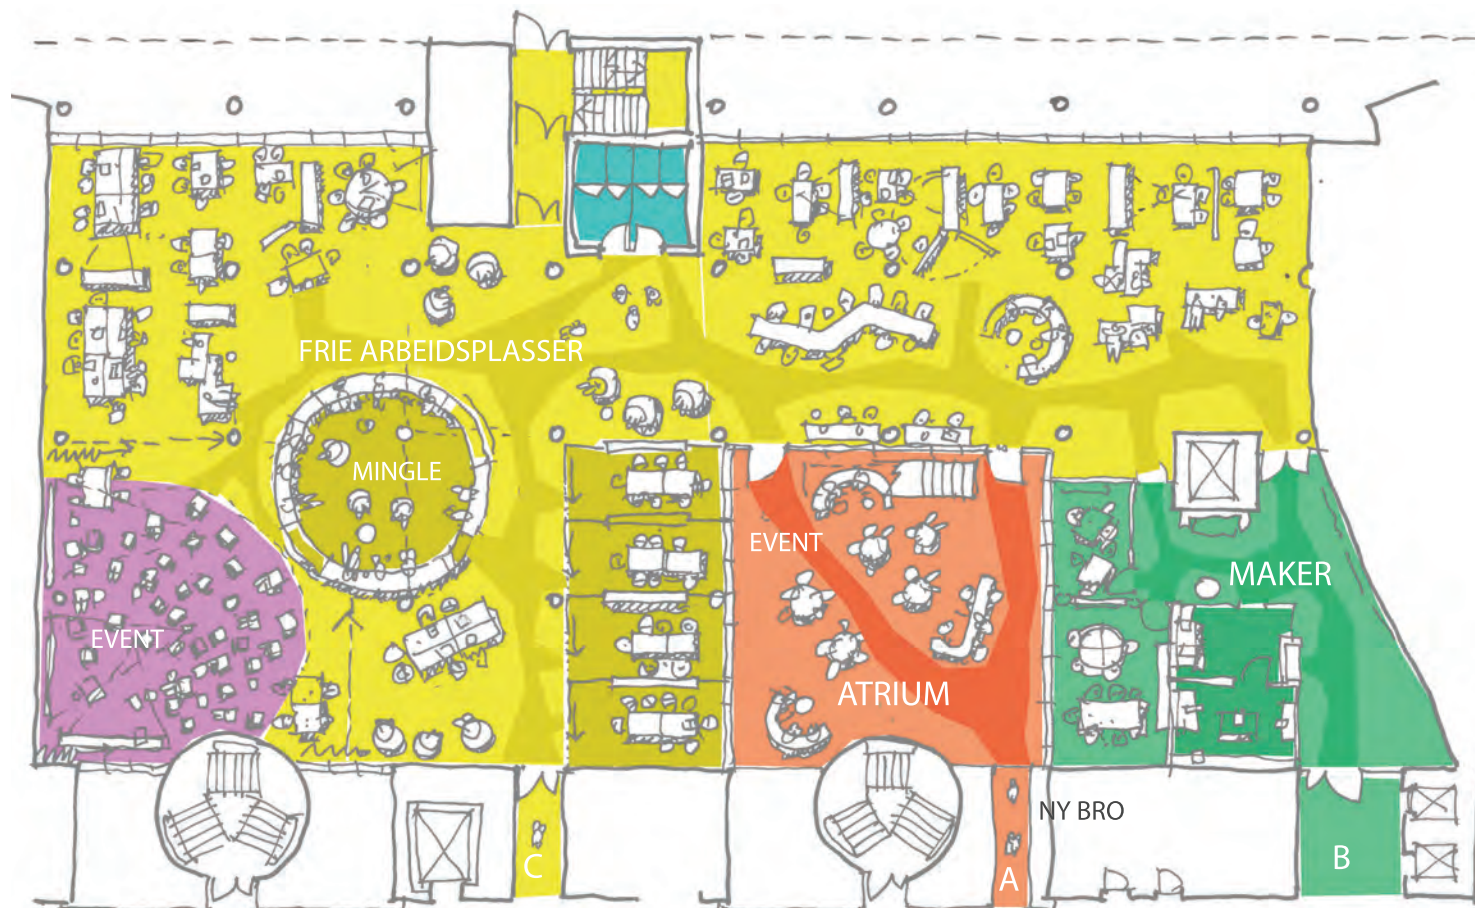 FRIE ARBEIDSPLASSER
MINGLE
EVENT
MAKER
EVENT
ATRIUM
NY BRO
C
A
B